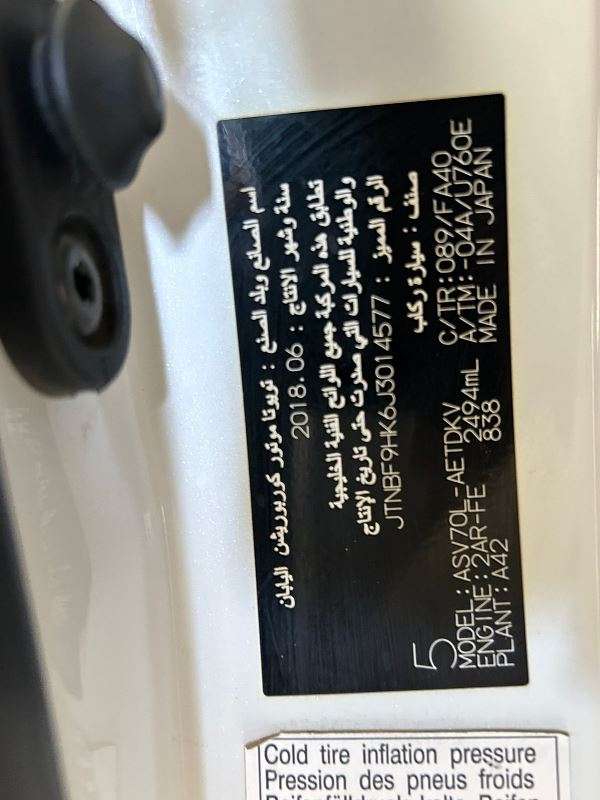 اسم الصانع وبلد الصنع : تويوتا موتور كوربوريشن اليابان
سنة وشهر الانتاج : 2018.06
تطابق هذه المركبة جميع اللوائح الفنية الخليجية
والوطنية للسيارات التي صدرت حتى تاريخ الإنتاج
الرقم المميز : JTNBF9HK6J3014577
صنف : سيارة ركاب
5
MODEL: ASV70L-AETDKV C/TR: 089/FA40
ENGINE: 2AR-FE 2494mL A/TM: -04A/U760E
PLANT: A42 838 MADE IN JAPAN
Cold tire inflation pressure
Pression des pneus froids